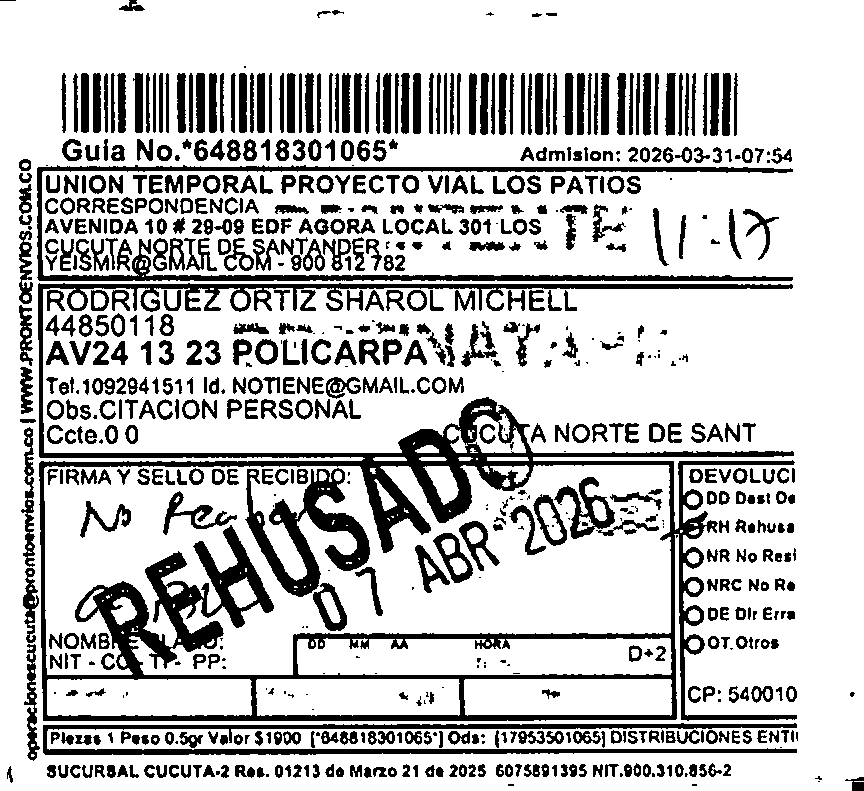 Guia No.*648818301065*
Admision: 2026-03-31-07:54
UNION TEMPORAL PROYECTO VIAL LOS PATIOS
CORRESPONDENCIA
AVENIDA 10 # 29-09 EDF AGORA LOCAL 301 LOS
CUCUTA NORTE DE SANTANDER
YEISMIR@GMAIL COM - 900 812 782
11:17
RODRIGUEZ ORTIZ SHAROL MICHELL
44850118
AV24 13 23 POLICARPA
Tel.1092941511 Id. NOTIENE@GMAIL.COM
Obs.CITACION PERSONAL
Ccte.0 0
CUCUTA NORTE DE SANT
FIRMA Y SELLO DE RECIBIDO:
No
REHUSADO
07 ABR 2026
NOMBRE
NIT - CC - TI - PP:
DD MM AA HORA
D+2
DEVOLUCI
DD Dest De
RH Rehusa
NR No Resi
NRC No Re
DE Dir Erra
OT. Otros
CP: 540010
Piezas 1 Peso 0.5gr Valor $1900 [*648818301065*] Ods: (17953501065] DISTRIBUCIONES ENTI
SUCURSAL CUCUTA-2 Res. 01213 de Marzo 21 de 2025 6075891395 NIT.900.310.856-2
operacionescucuta@prontoenvios.com.co | WWW.PRONTOENVIOS.COM.CO